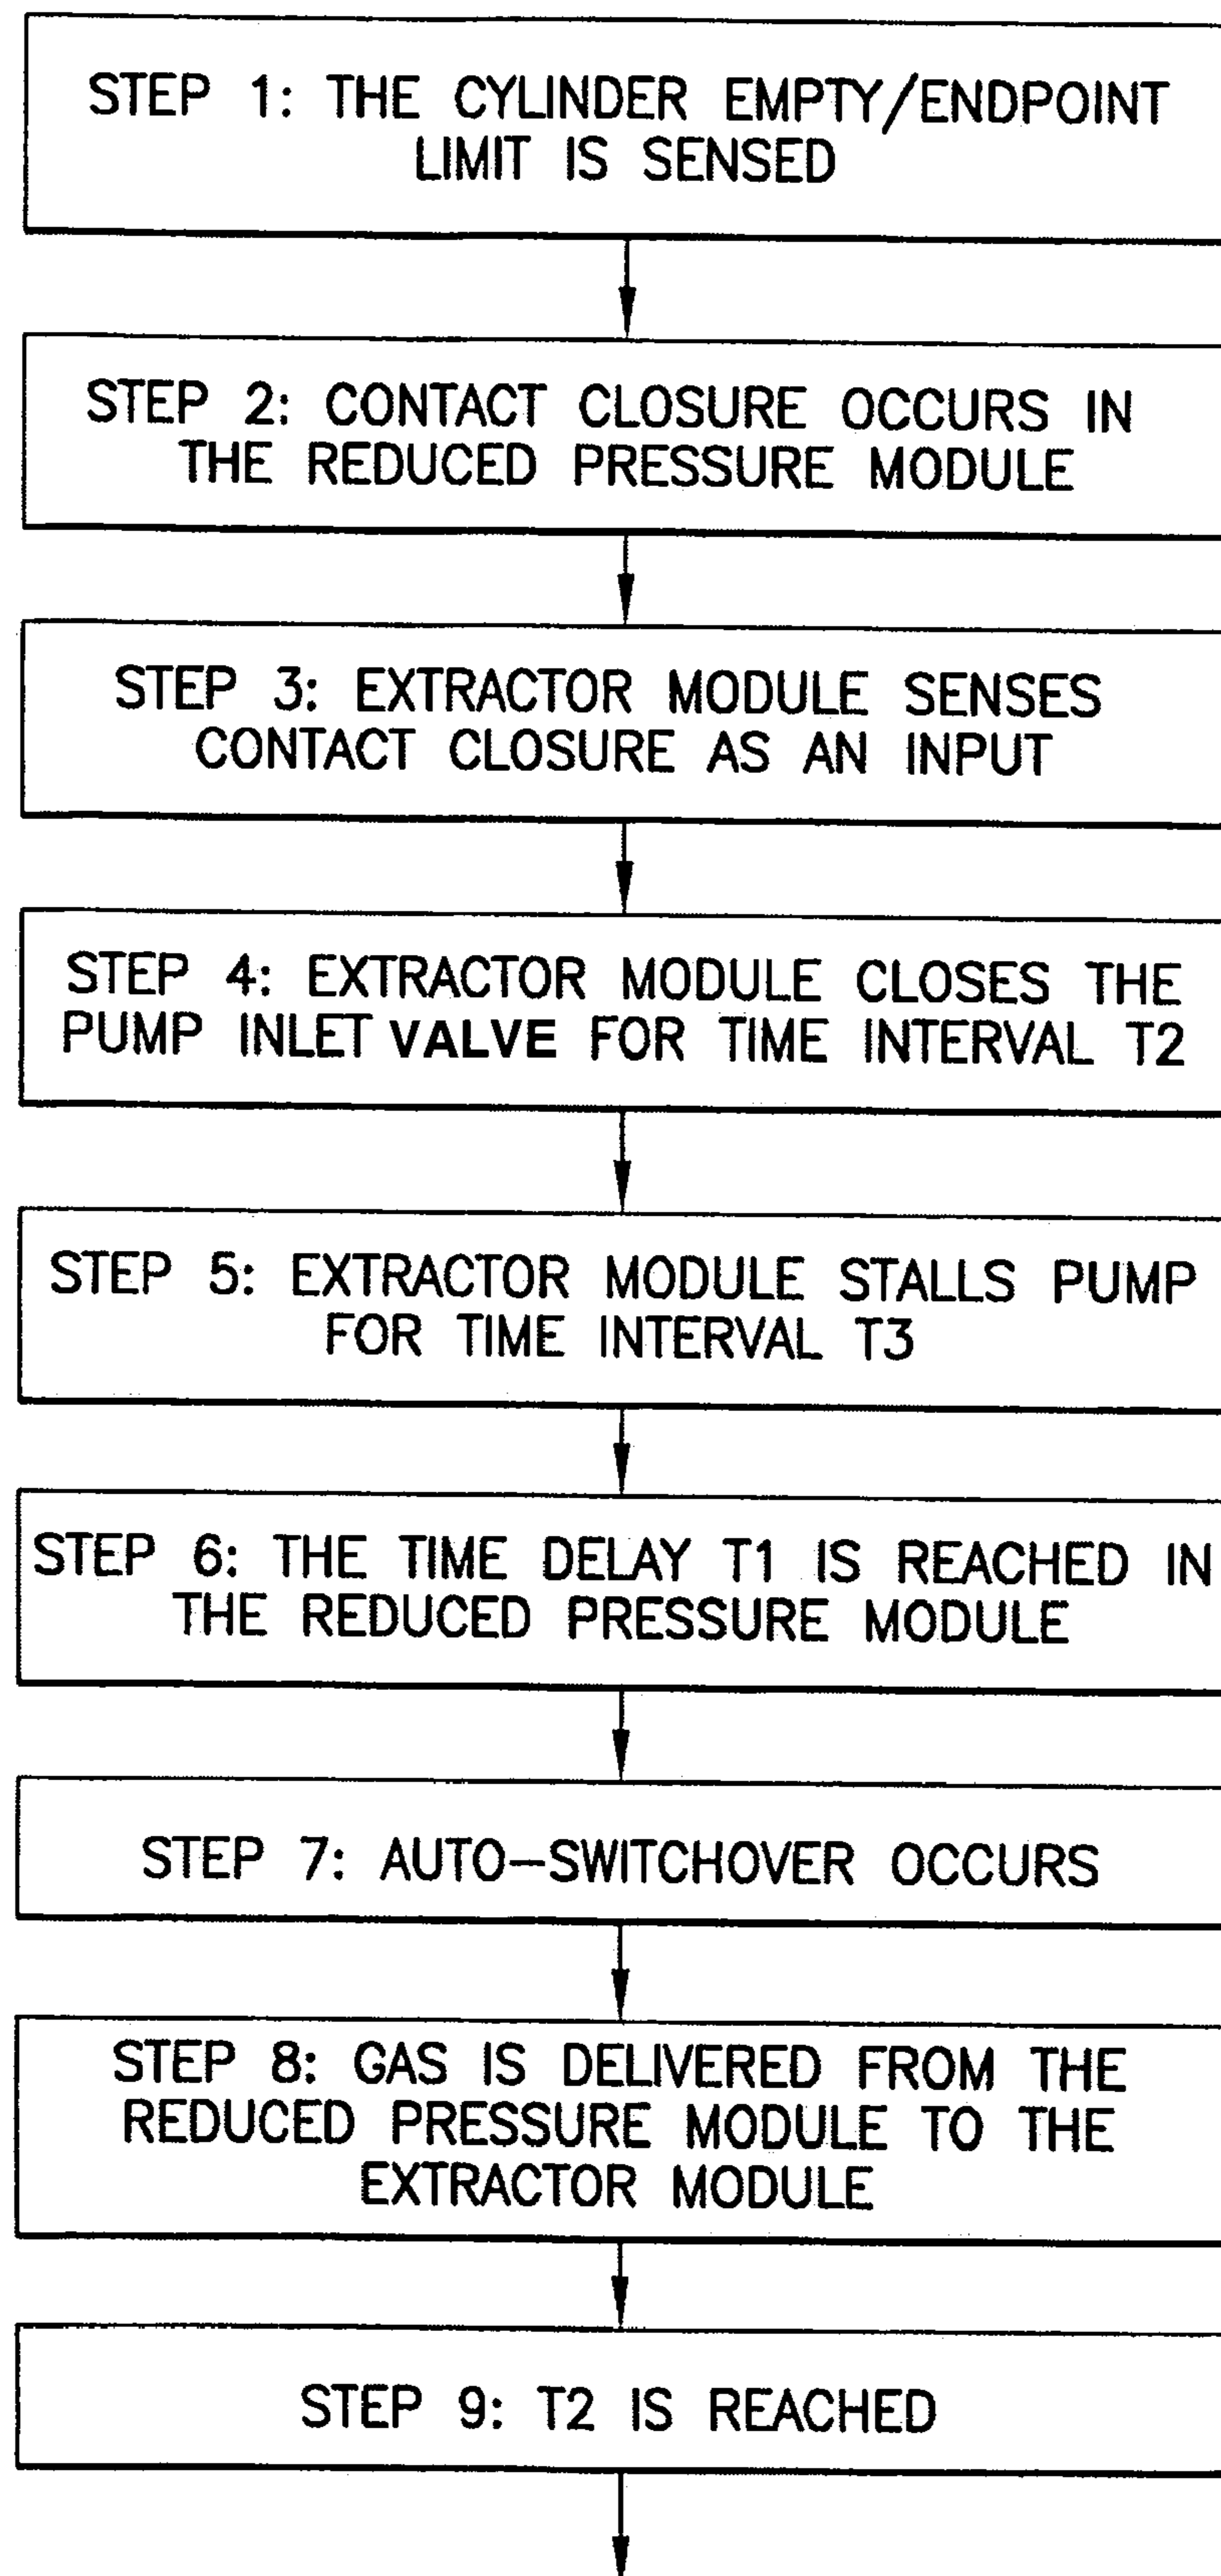 STEP 1: THE CYLINDER EMPTY/ENDPOINT
LIMIT IS SENSED
STEP 2: CONTACT CLOSURE OCCURS IN
THE REDUCED PRESSURE MODULE
STEP 3: EXTRACTOR MODULE SENSES
CONTACT CLOSURE AS AN INPUT
STEP 4: EXTRACTOR MODULE CLOSES THE
PUMP INLET VALVE FOR TIME INTERVAL T2
STEP 5: EXTRACTOR MODULE STALLS PUMP
FOR TIME INTERVAL T3
STEP 6: THE TIME DELAY T1 IS REACHED IN
THE REDUCED PRESSURE MODULE
STEP 7: AUTO-SWITCHOVER OCCURS
STEP 8: GAS IS DELIVERED FROM THE
REDUCED PRESSURE MODULE TO THE
EXTRACTOR MODULE
STEP 9: T2 IS REACHED